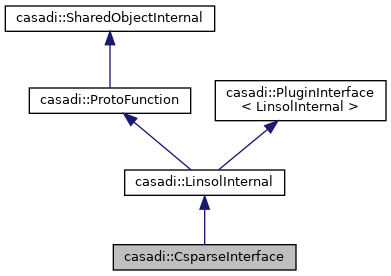 casadi::SharedObjectInternal
casadi::ProtoFunction
casadi::PluginInterface
< LinsolInternal >
casadi::LinsolInternal
casadi::CsparseInterface